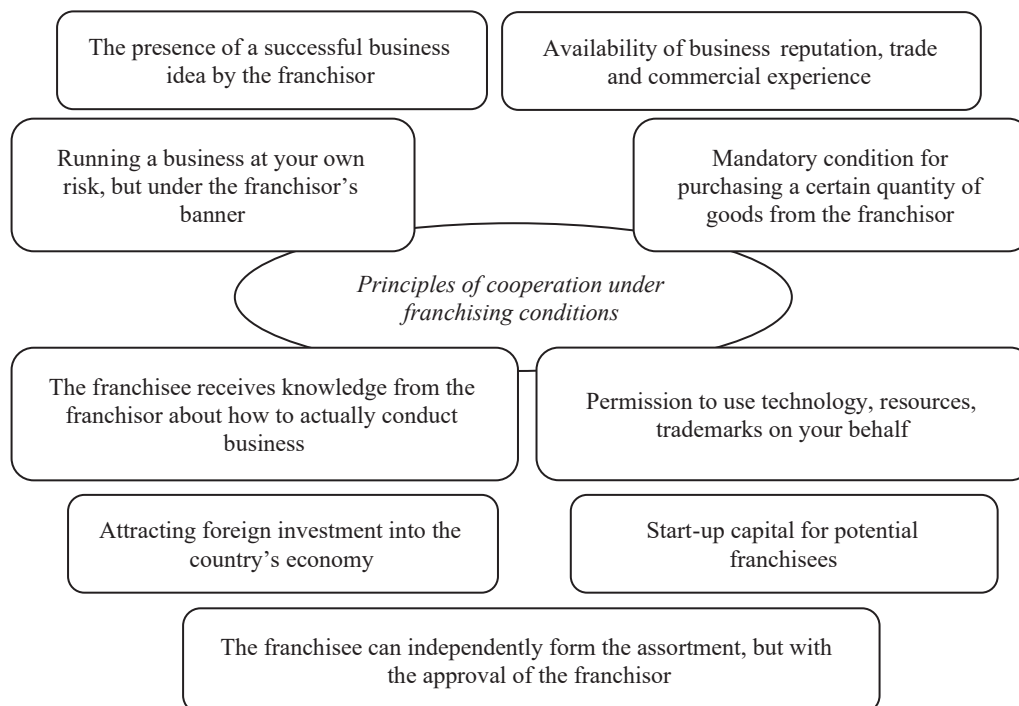 The presence of a successful business
idea by the franchisor
Availability of business reputation, trade
and commercial experience
Running a business at your own
risk, but under the franchisor’s
banner
Mandatory condition for
purchasing a certain quantity of
goods from the franchisor
Principles of cooperation under
franchising conditions
The franchisee receives knowledge from the
franchisor about how to actually conduct
business
Permission to use technology, resources,
trademarks on your behalf
Attracting foreign investment into the
country’s economy
Start-up capital for potential
franchisees
The franchisee can independently form the assortment, but with
the approval of the franchisor